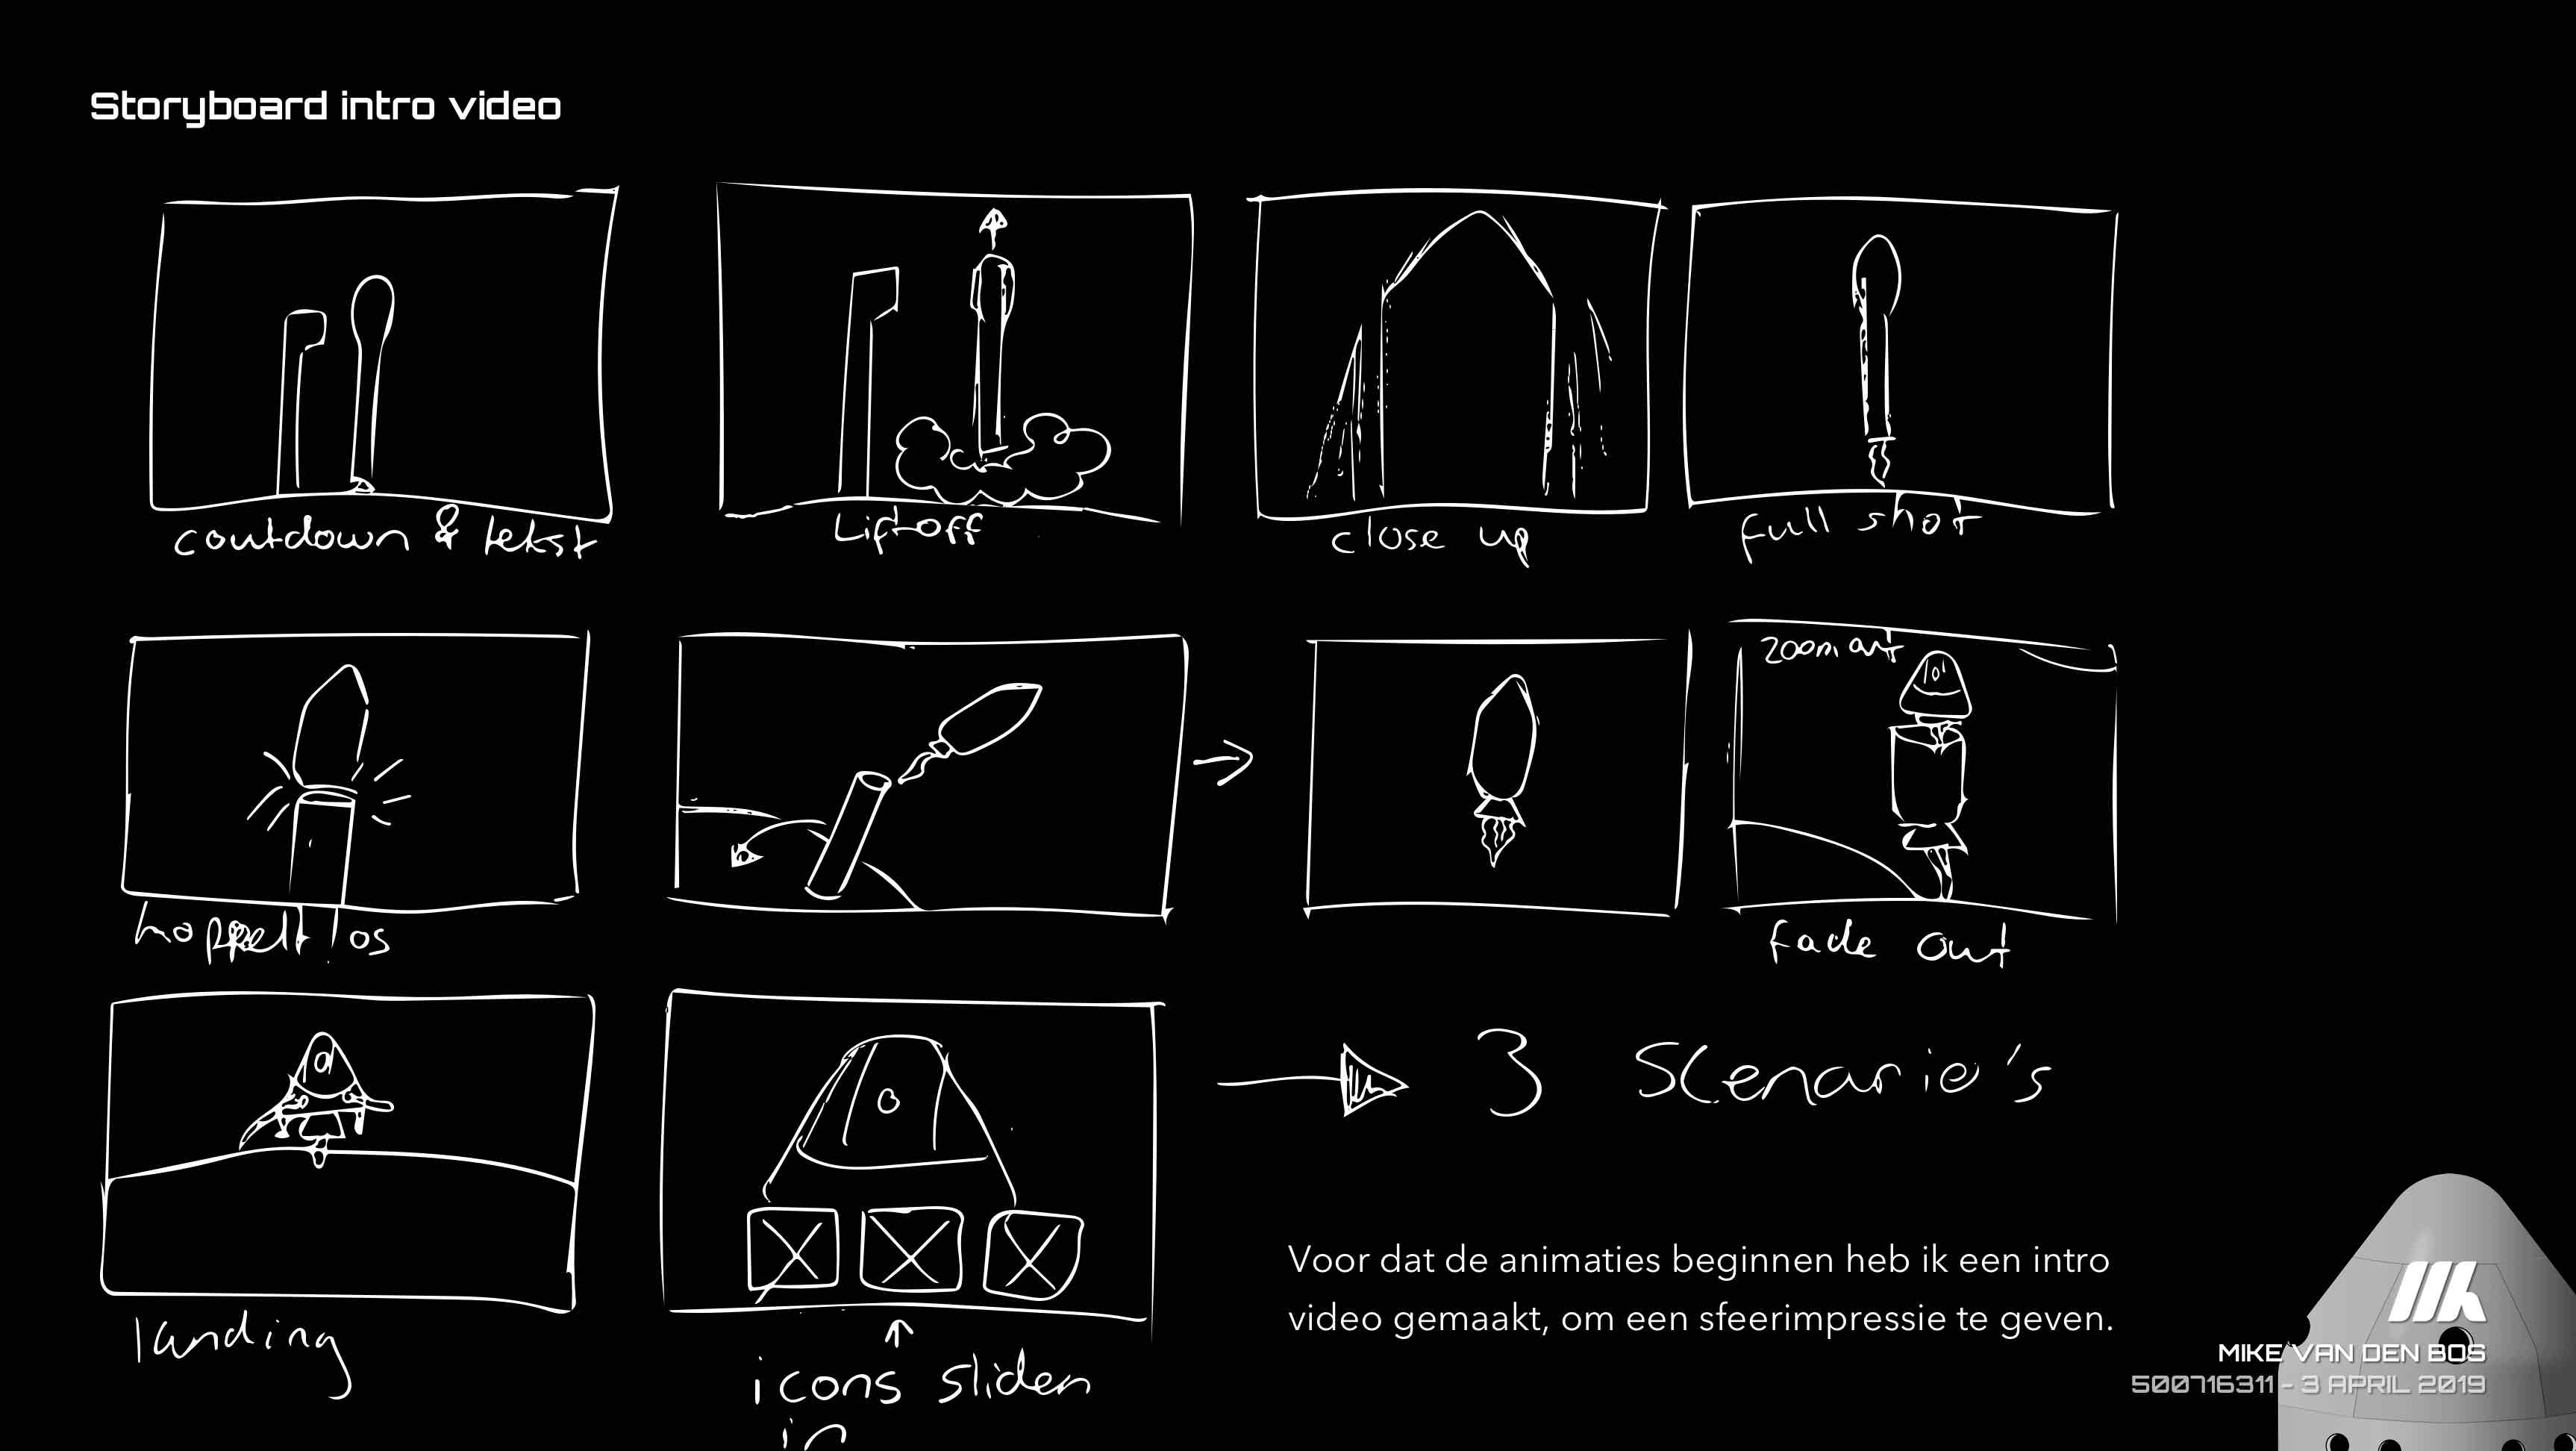 Storyboard intro video
coutdown & tekst
Liftoff
close up
full shot
zoom out
hoppelt los
fade out
3 Scenario's
landing
icons sliden
in
Voor dat de animaties beginnen heb ik een intro
video gemaakt, om een sfeerimpressie te geven.
MIKE VAN DEN BOS
500716311 - 3 APRIL 2019